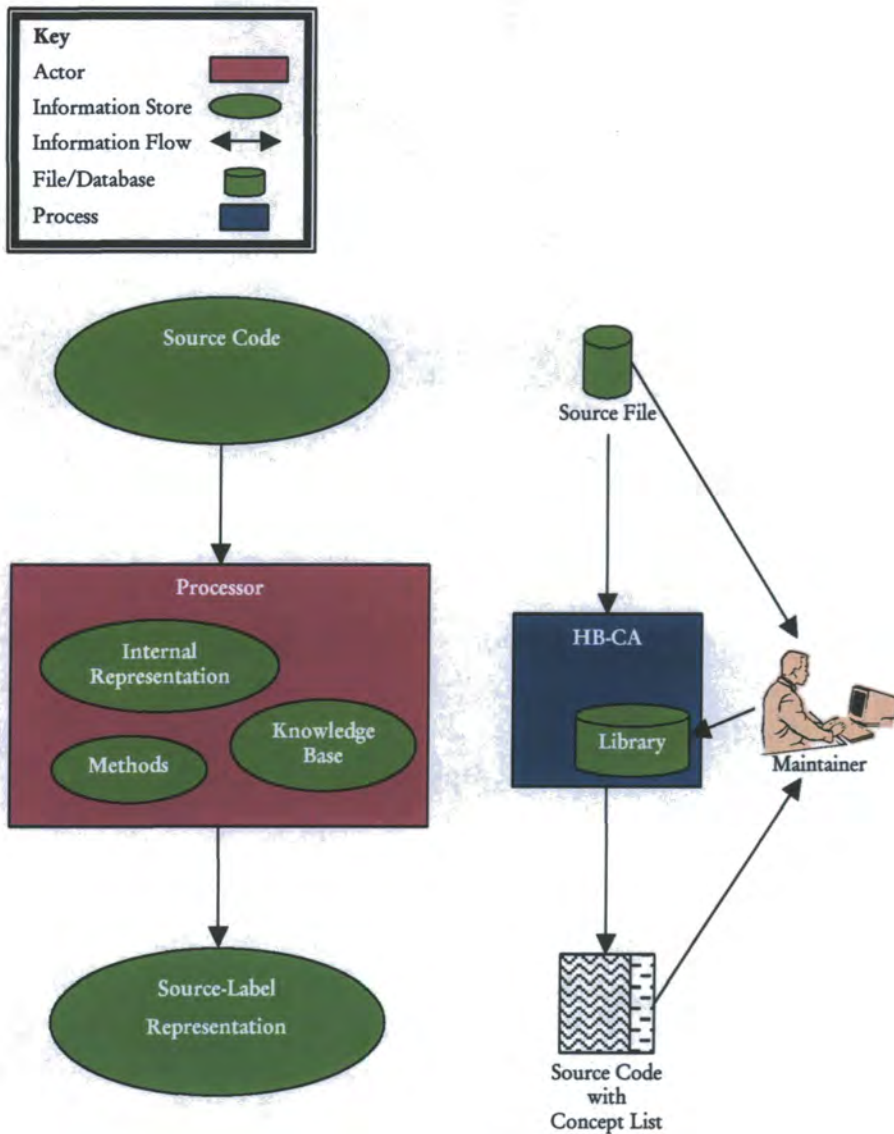 Key
Actor
Information Store
Information Flow
File/Database
Process
Source Code
Processor
Internal
Representation
Knowledge
Base
Methods
Source-Label
Representation
Source File
HB-CA
Library
Maintainer
Source Code
with
Concept List